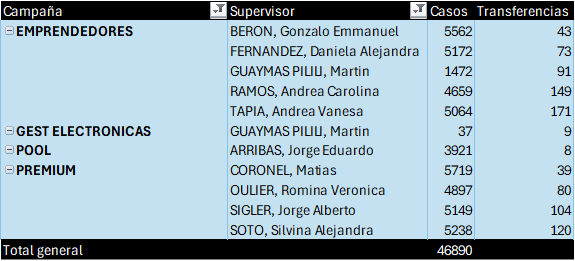 Campaña Supervisor Casos Transferencias
EMPRENDEDORES BERON, Gonzalo Emmanuel 5562 43
FERNANDEZ, Daniela Alejandra 5172 73
GUAYMAS PILILI, Martin 1472 91
RAMOS, Andrea Carolina 4659 149
TAPIA, Andrea Vanesa 5064 171
GEST ELECTRONICAS GUAYMAS PILILI, Martin 37 9
POOL ARRIBAS, Jorge Eduardo 3921 8
PREMIUM CORONEL, Matias 5719 39
OULIER, Romina Veronica 4897 80
SIGLER, Jorge Alberto 5149 104
SOTO, Silvina Alejandra 5238 120
Total general 46890